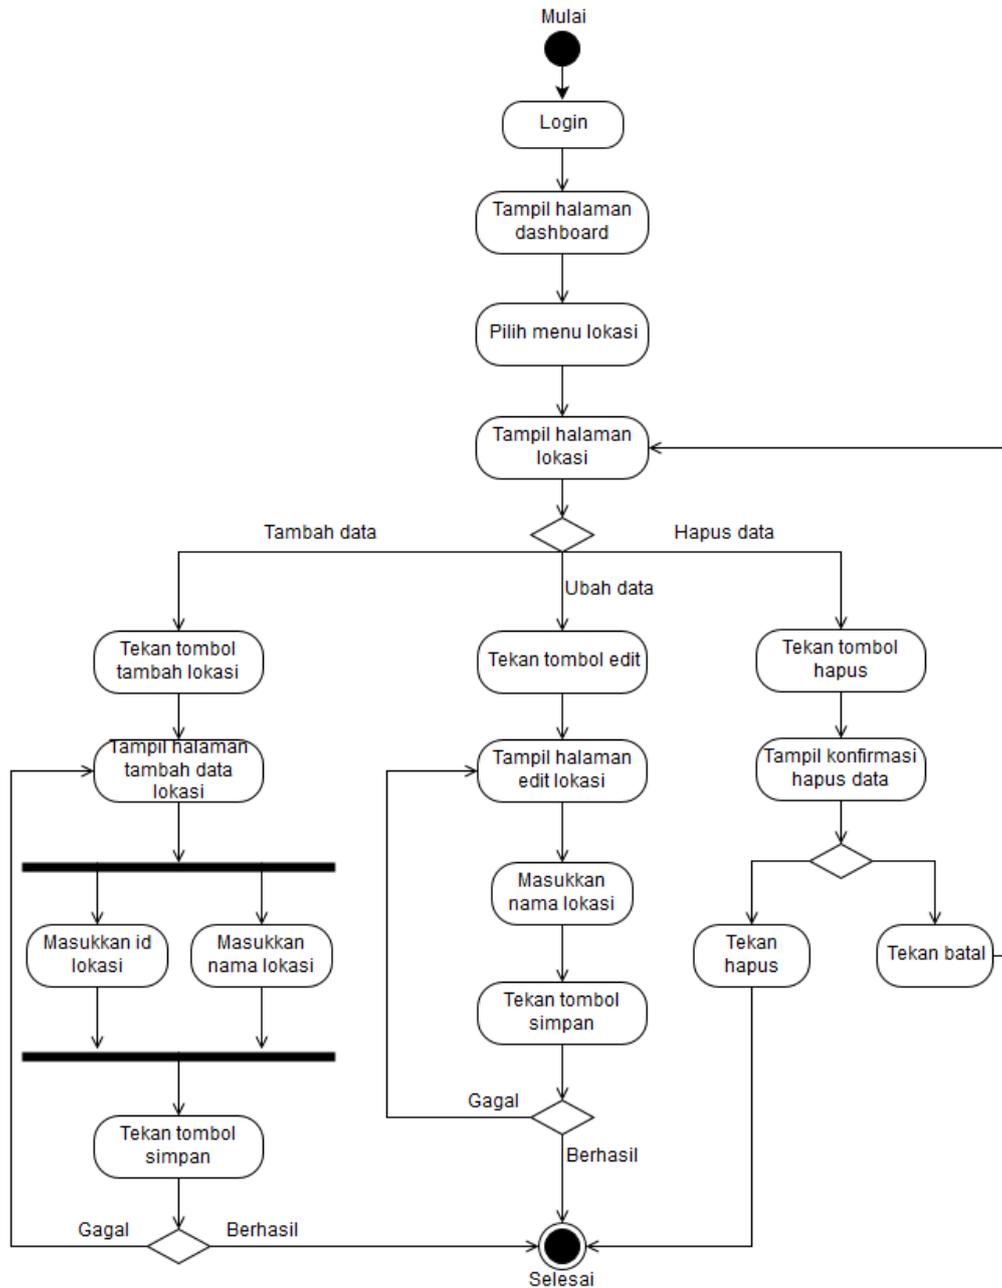 Mulai
Login
Tampil halaman
dashboard
Pilih menu lokasi
Tampil halaman
lokasi
Tambah data
Hapus data
Ubah data
Tekan tombol
tambah lokasi
Tekan tombol edit
Tekan tombol
hapus
Tampil halaman
tambah data
lokasi
Tampil halaman
edit lokasi
Tampil konfirmasi
hapus data
Masukkan id
lokasi
Masukkan
nama lokasi
Masukkan
nama lokasi
Tekan
hapus
Tekan batal
Tekan tombol
simpan
Gagal
Berhasil
Tekan tombol
simpan
Gagal
Berhasil
Selesai